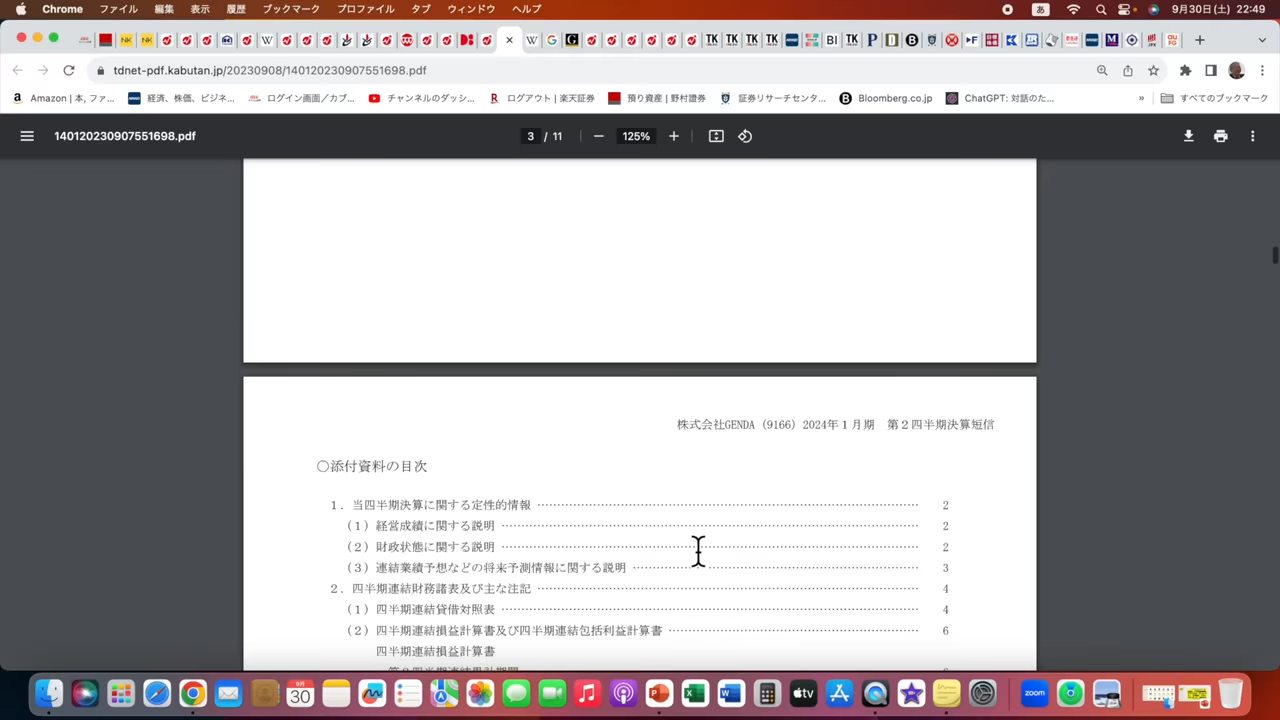 Chrome ファイル 編集 表示 履歴 ブックマーク プロファイル タブ ウィンドウ ヘルプ あ 9月30日(土) 22:49
tdnet-pdf.kabutan.jp/20230908/140120230907551698.pdf
Amazon | 本, ファ... 経済、株価、ビジネ... ログイン画面／カブ... チャンネルのダッシ... ログアウト | 楽天証券 預り資産 | 野村證券 証券リサーチセンタ... Bloomberg.co.jp ChatGPT: 対話のた... » すべてのブックマーク
140120230907551698.pdf 3 / 11 125%
株式会社GENDA（9166）2024年１月期 第２四半期決算短信
○添付資料の目次
１．当四半期決算に関する定性的情報 2
（１）経営成績に関する説明 2
（２）財政状態に関する説明 2
（３）連結業績予想などの将来予測情報に関する説明 3
２．四半期連結財務諸表及び主な注記 4
（１）四半期連結貸借対照表 4
（２）四半期連結損益計算書及び四半期連結包括利益計算書 6
四半期連結損益計算書